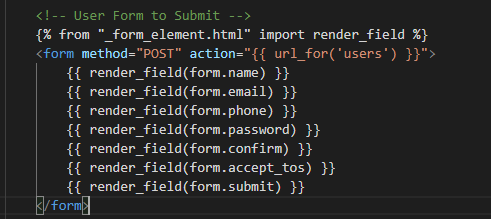 <!-- User Form to Submit -->
{% from "_form_element.html" import render_field %}
<form method="POST" action="{{ url_for('users') }}">
{{ render_field(form.name) }}
{{ render_field(form.email) }}
{{ render_field(form.phone) }}
{{ render_field(form.password) }}
{{ render_field(form.confirm) }}
{{ render_field(form.accept_tos) }}
{{ render_field(form.submit) }}
</form>